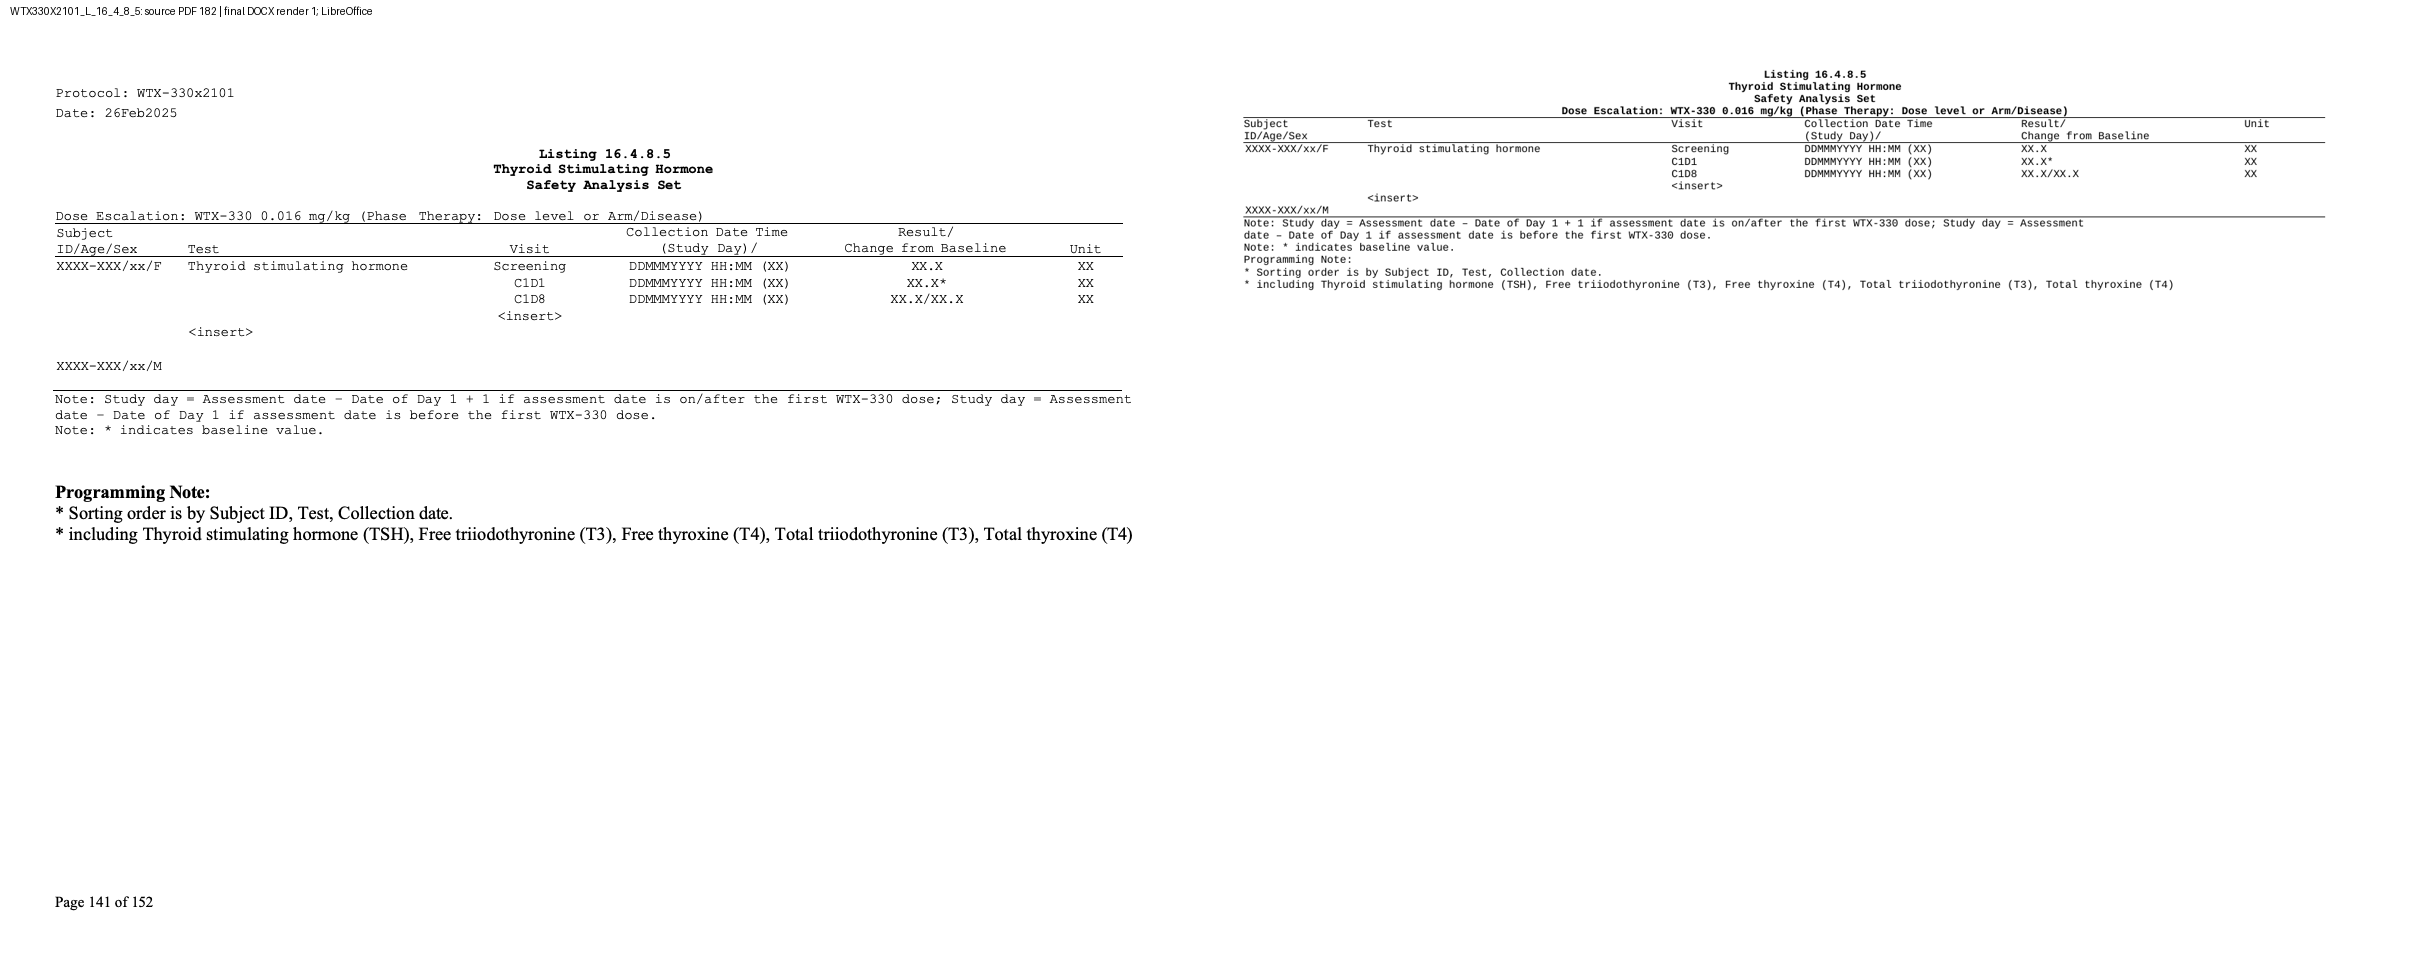 WTX330X2101_L_16_4_8_5: source PDF 182 | final DOCX render 1; LibreOffice
Protocol: WTX-330x2101
Date: 26Feb2025
Listing 16.4.8.5
Thyroid Stimulating Hormone
Safety Analysis Set
Dose Escalation: WTX-330 0.016 mg/kg (Phase Therapy: Dose level or Arm/Disease)
Subject Collection Date Time Result/
ID/Age/Sex Test Visit (Study Day)/ Change from Baseline Unit
XXXX-XXX/xx/F Thyroid stimulating hormone Screening DDMMMYYYY HH:MM (XX) XX.X XX
C1D1 DDMMMYYYY HH:MM (XX) XX.X* XX
C1D8 DDMMMYYYY HH:MM (XX) XX.X/XX.X XX
<insert>
<insert>
XXXX-XXX/xx/M
Note: Study day = Assessment date – Date of Day 1 + 1 if assessment date is on/after the first WTX-330 dose; Study day = Assessment
date – Date of Day 1 if assessment date is before the first WTX-330 dose.
Note: * indicates baseline value.
Programming Note:
* Sorting order is by Subject ID, Test, Collection date.
* including Thyroid stimulating hormone (TSH), Free triiodothyronine (T3), Free thyroxine (T4), Total triiodothyronine (T3), Total thyroxine (T4)
Page 141 of 152
Listing 16.4.8.5
Thyroid Stimulating Hormone
Safety Analysis Set
Dose Escalation: WTX-330 0.016 mg/kg (Phase Therapy: Dose level or Arm/Disease)
Subject Test Visit Collection Date Time Result/ Unit
ID/Age/Sex (Study Day)/ Change from Baseline
XXXX-XXX/xx/F Thyroid stimulating hormone Screening DDMMMYYYY HH:MM (XX) XX.X XX
C1D1 DDMMMYYYY HH:MM (XX) XX.X* XX
C1D8 DDMMMYYYY HH:MM (XX) XX.X/XX.X XX
<insert>
<insert>
XXXX-XXX/xx/M
Note: Study day = Assessment date – Date of Day 1 + 1 if assessment date is on/after the first WTX-330 dose; Study day = Assessment
date – Date of Day 1 if assessment date is before the first WTX-330 dose.
Note: * indicates baseline value.
Programming Note:
* Sorting order is by Subject ID, Test, Collection date.
* including Thyroid stimulating hormone (TSH), Free triiodothyronine (T3), Free thyroxine (T4), Total triiodothyronine (T3), Total thyroxine (T4)